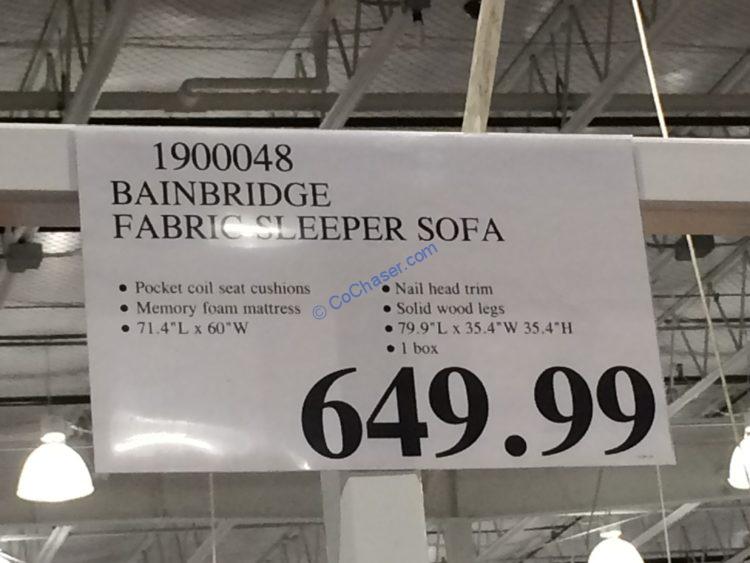 1900048
BAINBRIDGE
FABRIC SLEEPER SOFA
• Pocket coil seat cushions
• Memory foam mattress
• 71.4"L x 60"W
• Nail head trim
• Solid wood legs
• 79.9"L x 35.4"W 35.4"H
• 1 box
© CoChaser.com
649.99